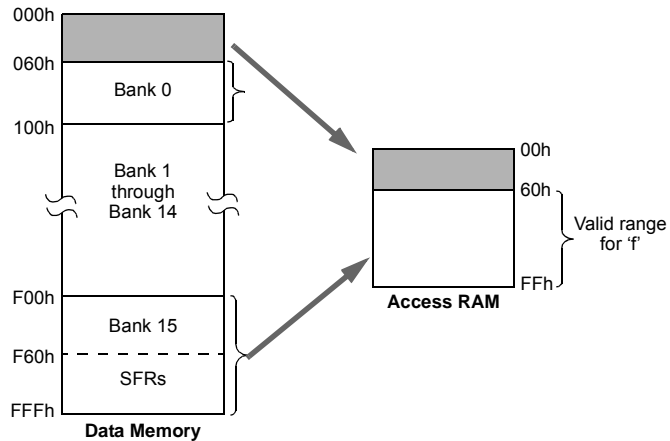 000h
060h
Bank 0
100h
Bank 1
through
Bank 14
F00h
Bank 15
F60h
SFRs
FFFh
Data Memory
00h
60h
Valid range
for ‘f’
FFh
Access RAM